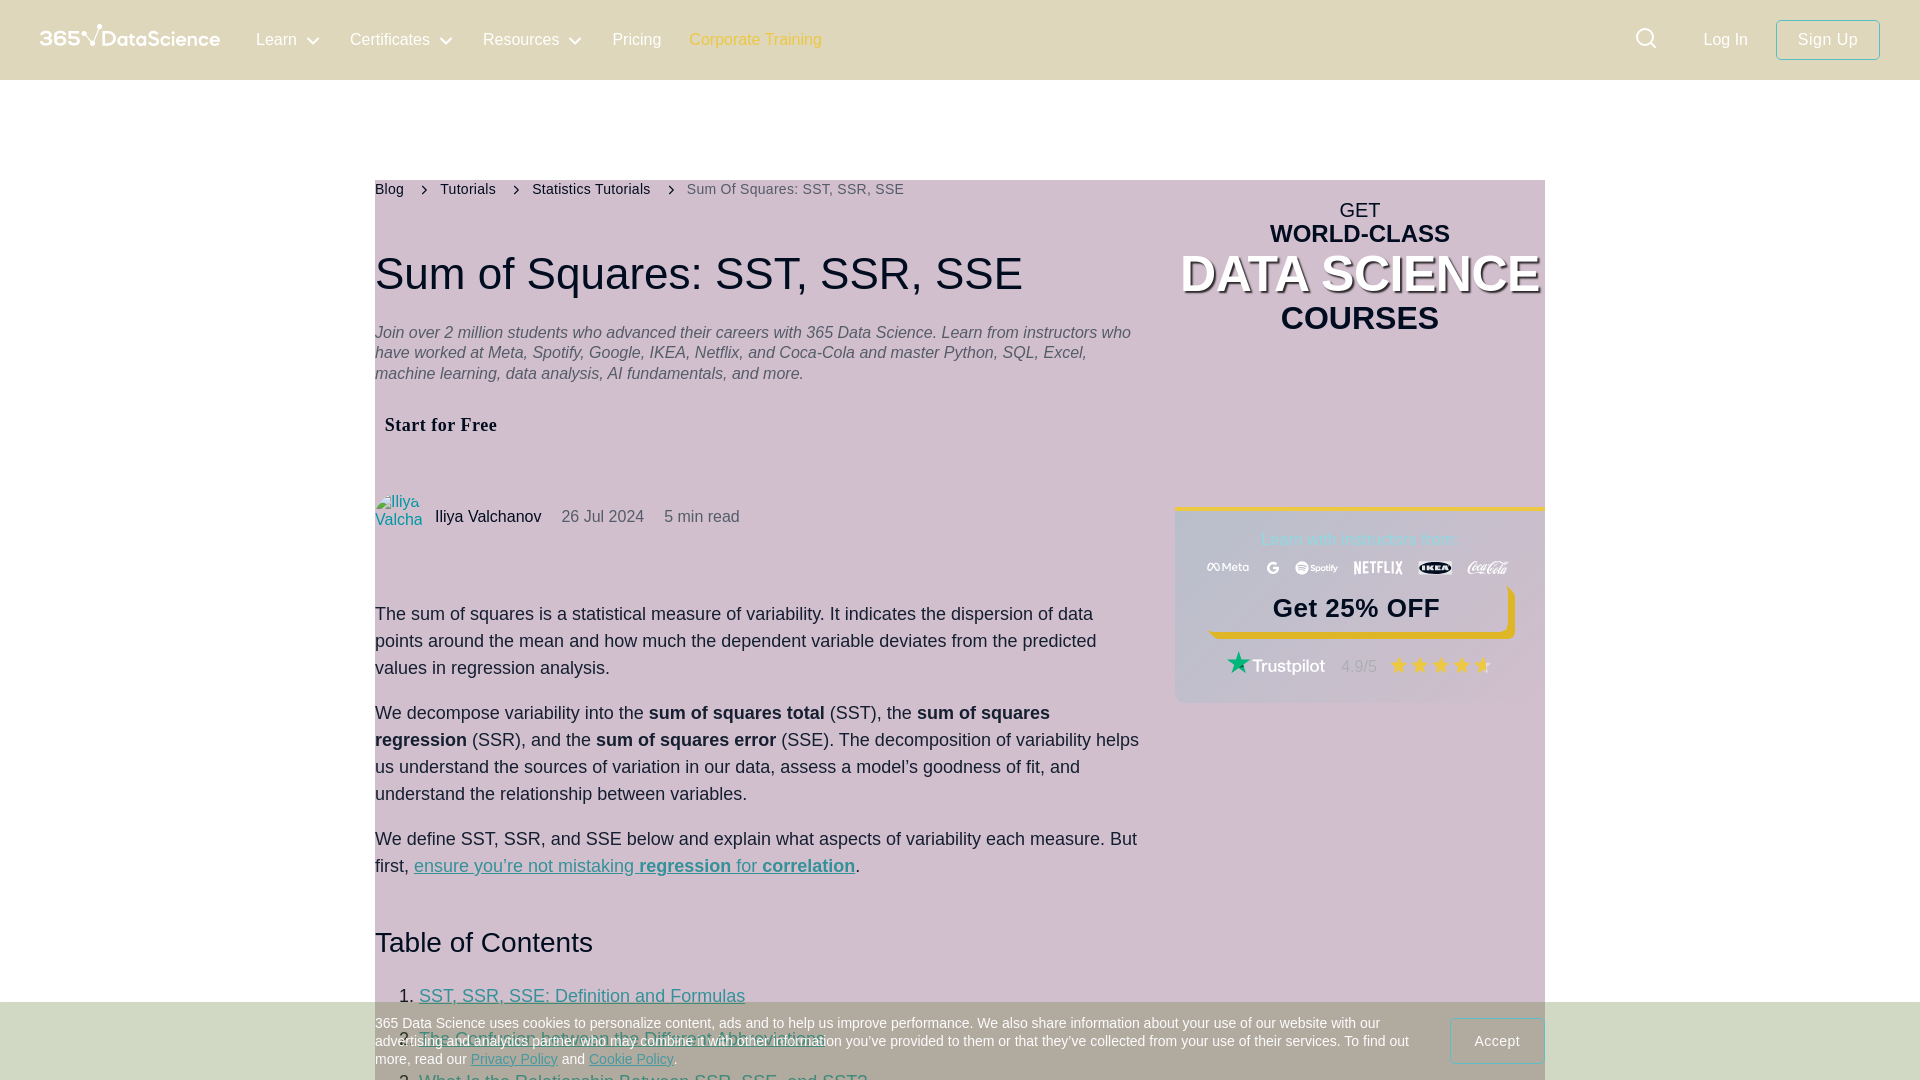 365 DataScience Learn Certificates Resources Pricing Corporate Training Log In Sign Up
Blog Tutorials Statistics Tutorials Sum Of Squares: SST, SSR, SSE
Sum of Squares: SST, SSR, SSE
Join over 2 million students who advanced their careers with 365 Data Science. Learn from instructors who
have worked at Meta, Spotify, Google, IKEA, Netflix, and Coca-Cola and master Python, SQL, Excel,
machine learning, data analysis, AI fundamentals, and more.
Start for Free
Iliya
Valcha
Iliya Valchanov 26 Jul 2024 5 min read
The sum of squares is a statistical measure of variability. It indicates the dispersion of data
points around the mean and how much the dependent variable deviates from the predicted
values in regression analysis.
We decompose variability into the sum of squares total (SST), the sum of squares
regression (SSR), and the sum of squares error (SSE). The decomposition of variability helps
us understand the sources of variation in our data, assess a model’s goodness of fit, and
understand the relationship between variables.
We define SST, SSR, and SSE below and explain what aspects of variability each measure. But
first, ensure you’re not mistaking regression for correlation.
Table of Contents
1. SST, SSR, SSE: Definition and Formulas
2. The Confusion between the Different Abbreviations
3. What Is the Relationship Between SSR, SSE, and SST?
GET
WORLD-CLASS
DATA SCIENCE
COURSES
Learn with instructors from:
Meta G Spotify NETFLIX IKEA Coca-Cola
Get 25% OFF
Trustpilot 4.9/5
365 Data Science uses cookies to personalize content, ads and to help us improve performance. We also share information about your use of our website with our
advertising and analytics partner who may combine it with other information you’ve provided to them or that they’ve collected from your use of their services. To find out
more, read our Privacy Policy and Cookie Policy.
Accept